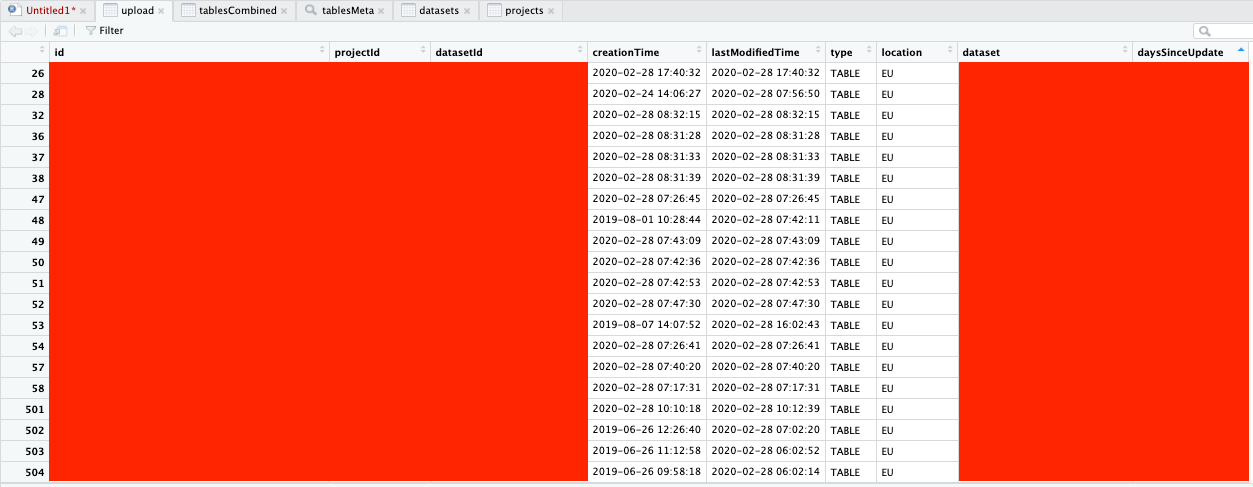 Untitled1* × upload × tablesCombined × tablesMeta × datasets × projects ×
Filter
id projectId datasetId creationTime lastModifiedTime type location dataset daysSinceUpdate
26 2020-02-28 17:40:32 2020-02-28 17:40:32 TABLE EU
28 2020-02-24 14:06:27 2020-02-28 07:56:50 TABLE EU
32 2020-02-28 08:32:15 2020-02-28 08:32:15 TABLE EU
36 2020-02-28 08:31:28 2020-02-28 08:31:28 TABLE EU
37 2020-02-28 08:31:33 2020-02-28 08:31:33 TABLE EU
38 2020-02-28 08:31:39 2020-02-28 08:31:39 TABLE EU
47 2020-02-28 07:26:45 2020-02-28 07:26:45 TABLE EU
48 2019-08-01 10:28:44 2020-02-28 07:42:11 TABLE EU
49 2020-02-28 07:43:09 2020-02-28 07:43:09 TABLE EU
50 2020-02-28 07:42:36 2020-02-28 07:42:36 TABLE EU
51 2020-02-28 07:42:53 2020-02-28 07:42:53 TABLE EU
52 2020-02-28 07:47:30 2020-02-28 07:47:30 TABLE EU
53 2019-08-07 14:07:52 2020-02-28 16:02:43 TABLE EU
54 2020-02-28 07:26:41 2020-02-28 07:26:41 TABLE EU
57 2020-02-28 07:40:20 2020-02-28 07:40:20 TABLE EU
58 2020-02-28 07:17:31 2020-02-28 07:17:31 TABLE EU
501 2020-02-28 10:10:18 2020-02-28 10:12:39 TABLE EU
502 2019-06-26 12:26:40 2020-02-28 07:02:20 TABLE EU
503 2019-06-26 11:12:58 2020-02-28 06:02:52 TABLE EU
504 2019-06-26 09:58:18 2020-02-28 06:02:14 TABLE EU